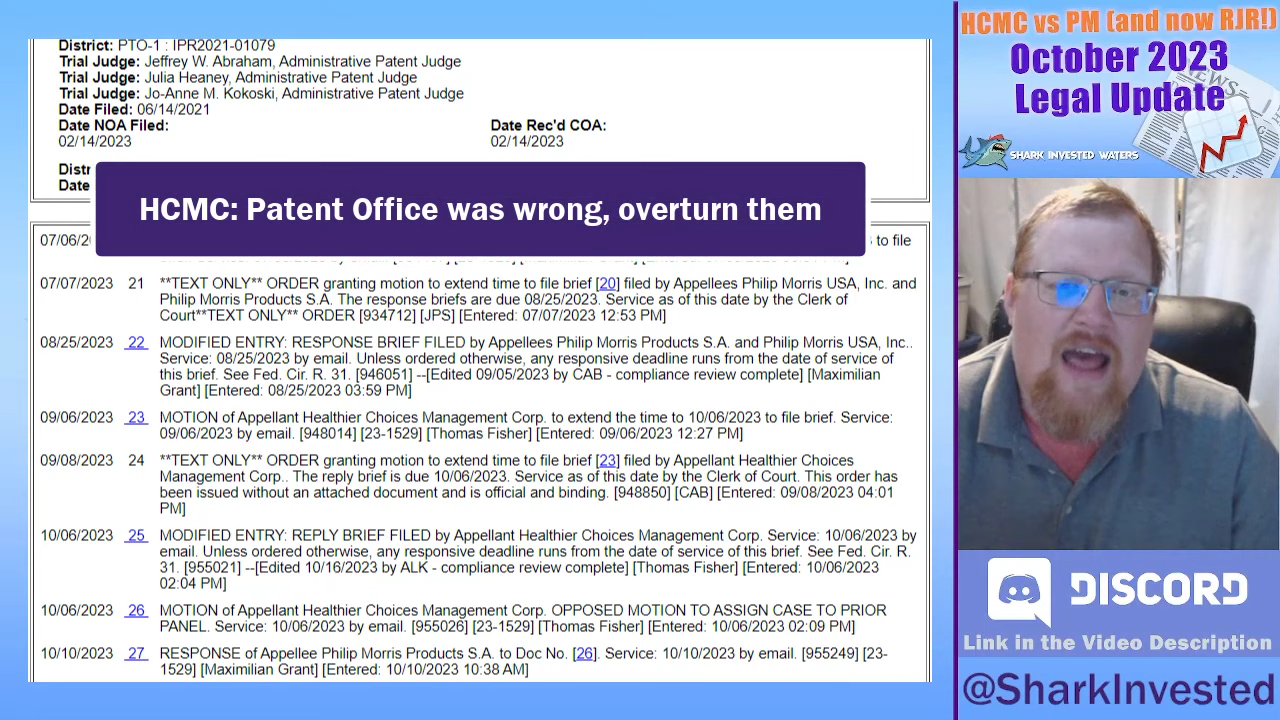 District: PTO-1 : IPR2021-01079
Trial Judge: Jeffrey W. Abraham, Administrative Patent Judge
Trial Judge: Julia Heaney, Administrative Patent Judge
Trial Judge: Jo-Anne M. Kokoski, Administrative Patent Judge
Date Filed: 06/14/2021
Date NOA Filed: Date Rec'd COA:
02/14/2023 02/14/2023
Distr
Date
HCMC: Patent Office was wrong, overturn them
07/06/2 to file
07/07/2023 21 **TEXT ONLY** ORDER granting motion to extend time to file brief [20] filed by Appellees Philip Morris USA, Inc. and
Philip Morris Products S.A. The response briefs are due 08/25/2023. Service as of this date by the Clerk of
Court**TEXT ONLY** ORDER [934712] [JPS] [Entered: 07/07/2023 12:53 PM]
08/25/2023 22 MODIFIED ENTRY: RESPONSE BRIEF FILED by Appellees Philip Morris Products S.A. and Philip Morris USA, Inc..
Service: 08/25/2023 by email. Unless ordered otherwise, any responsive deadline runs from the date of service of
this brief. See Fed. Cir. R. 31. [946051] --[Edited 09/05/2023 by CAB - compliance review complete] [Maximilian
Grant] [Entered: 08/25/2023 03:59 PM]
09/06/2023 23 MOTION of Appellant Healthier Choices Management Corp. to extend the time to 10/06/2023 to file brief. Service:
09/06/2023 by email. [948014] [23-1529] [Thomas Fisher] [Entered: 09/06/2023 12:27 PM]
09/08/2023 24 **TEXT ONLY** ORDER granting motion to extend time to file brief [23] filed by Appellant Healthier Choices
Management Corp.. The reply brief is due 10/06/2023. Service as of this date by the Clerk of Court. This order has
been issued without an attached document and is official and binding. [948850] [CAB] [Entered: 09/08/2023 04:01
PM]
10/06/2023 25 MODIFIED ENTRY: REPLY BRIEF FILED by Appellant Healthier Choices Management Corp. Service: 10/06/2023 by
email. Unless ordered otherwise, any responsive deadline runs from the date of service of this brief. See Fed. Cir. R.
31. [955021] --[Edited 10/16/2023 by ALK - compliance review complete] [Thomas Fisher] [Entered: 10/06/2023
02:04 PM]
10/06/2023 26 MOTION of Appellant Healthier Choices Management Corp. OPPOSED MOTION TO ASSIGN CASE TO PRIOR
PANEL. Service: 10/06/2023 by email. [955026] [23-1529] [Thomas Fisher] [Entered: 10/06/2023 02:09 PM]
10/10/2023 27 RESPONSE of Appellee Philip Morris Products S.A. to Doc No. [26]. Service: 10/10/2023 by email. [955249] [23-
1529] [Maximilian Grant] [Entered: 10/10/2023 10:38 AM]
HCMC vs PM (and now RJR!)
October 2023
Legal Update
NEWS
SHARK INVESTED WATERS
DISCORD
Link in the Video Description
@SharkInvested